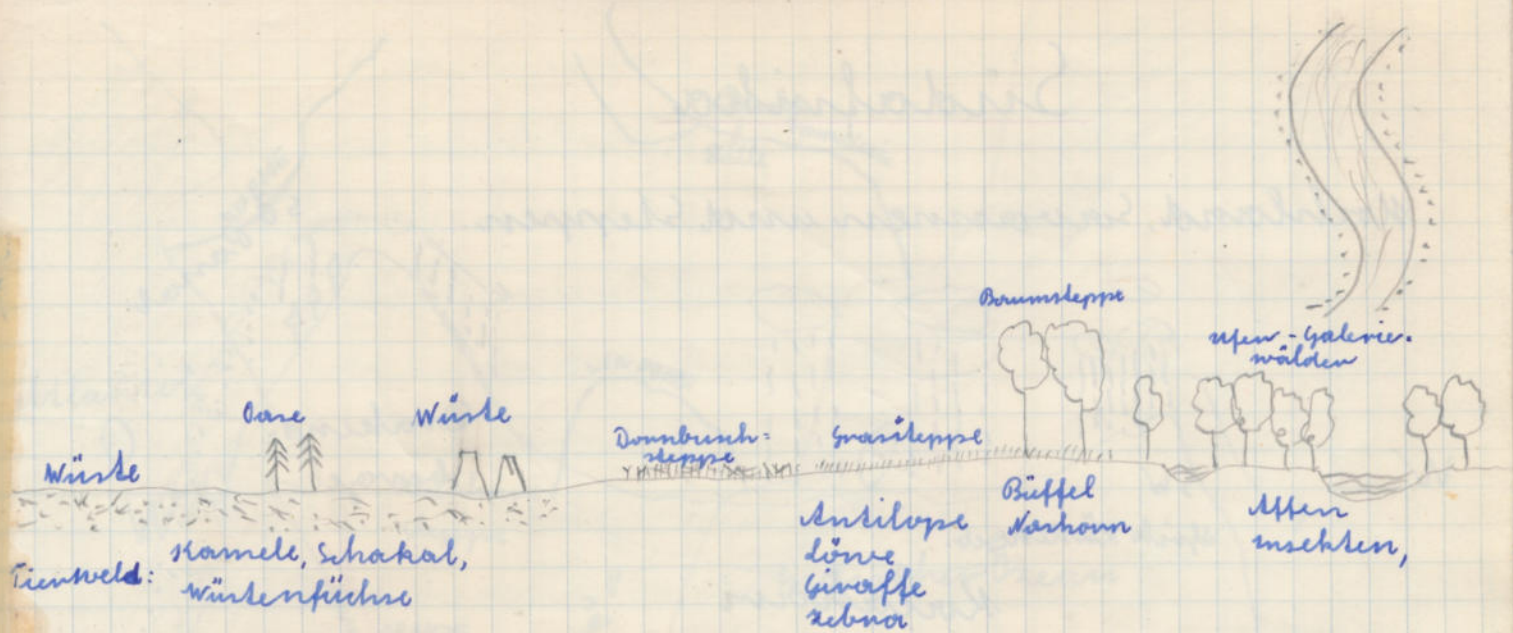 Baumsteppe
Ufer-Galerie-
wälder
Oase
Wüste
Dornbusch=
steppe
Grassteppe
Wüste
Büffel
Nashorn
Affen
Insekten,
Antilope
Löwe
Giraffe
Zebra
Tierweld: Kamele, Schakal,
Wüstenfüchse